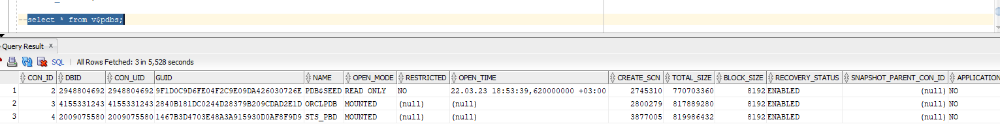 --select * from v$pdbs;
Query Result x
SQL | All Rows Fetched: 3 in 5,528 seconds
CON_ID DBID CON_UID GUID NAME OPEN_MODE RESTRICTED OPEN_TIME CREATE_SCN TOTAL_SIZE BLOCK_SIZE RECOVERY_STATUS SNAPSHOT_PARENT_CON_ID APPLICATION
1 2 2948804692 2948804692 9F1D0C9D6FE04F2C9E09DA426030726E PDB$SEED READ ONLY NO 22.03.23 18:53:39,620000000 +03:00 2745310 770703360 8192 ENABLED (null) NO
2 3 4155331243 4155331243 2840B181DC0244D28379B209CDAD2E1D ORCLPDB MOUNTED (null) (null) 2800279 817889280 8192 ENABLED (null) NO
3 4 2009075580 2009075580 1467B3D4703E48A3A915930D0AF8F9D9 STS_PBD MOUNTED (null) (null) 3877005 819986432 8192 ENABLED (null) NO